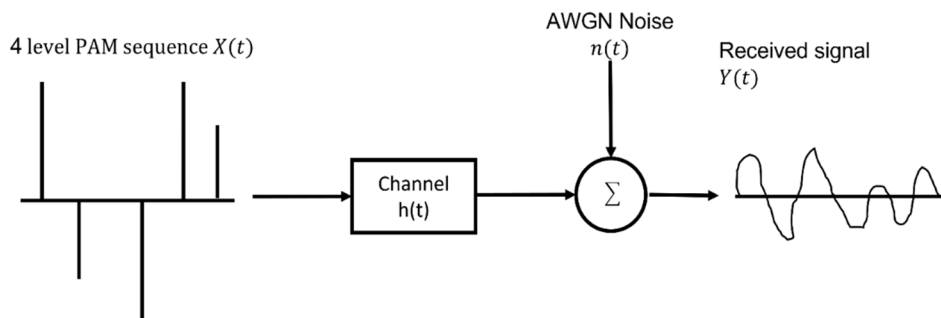 4 level PAM sequence X(t)
AWGN Noise
n(t)
Received signal
Y(t)
Channel
h(t)
∑